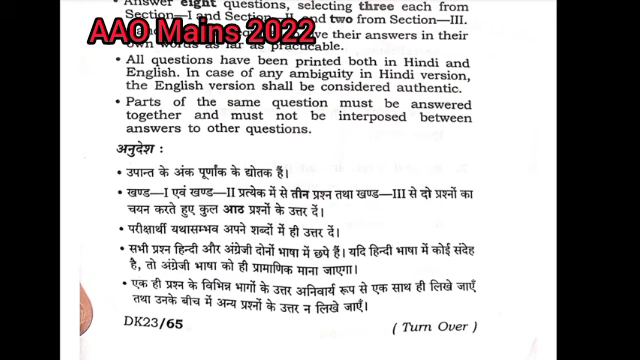 Answer eight questions, selecting three each from
Section—I and Section—II and two from Section—III.
AAO Mains 2022
their answers in their
own words as far as practicable.
• All questions have been printed both in Hindi and
English. In case of any ambiguity in Hindi version,
the English version shall be considered authentic.
• Parts of the same question must be answered
together and must not be interposed between
answers to other questions.
अनुदेश :
• उपान्त के अंक पूर्णांक के द्योतक हैं।
• खण्ड—I एवं खण्ड—II प्रत्येक में से तीन प्रश्न तथा खण्ड—III से दो प्रश्नों का
चयन करते हुए कुल आठ प्रश्नों के उत्तर दें।
• परीक्षार्थी यथासम्भव अपने शब्दों में ही उत्तर दें।
• सभी प्रश्न हिन्दी और अंग्रेजी दोनों भाषा में छपे हैं। यदि हिन्दी भाषा में कोई संदेह
है, तो अंग्रेजी भाषा को ही प्रामाणिक माना जाएगा।
• एक ही प्रश्न के विभिन्न भागों के उत्तर अनिवार्य रूप से एक साथ ही लिखे जाएँ
तथा उनके बीच में अन्य प्रश्नों के उत्तर न लिखे जाएँ।
DK23/65
( Turn Over )